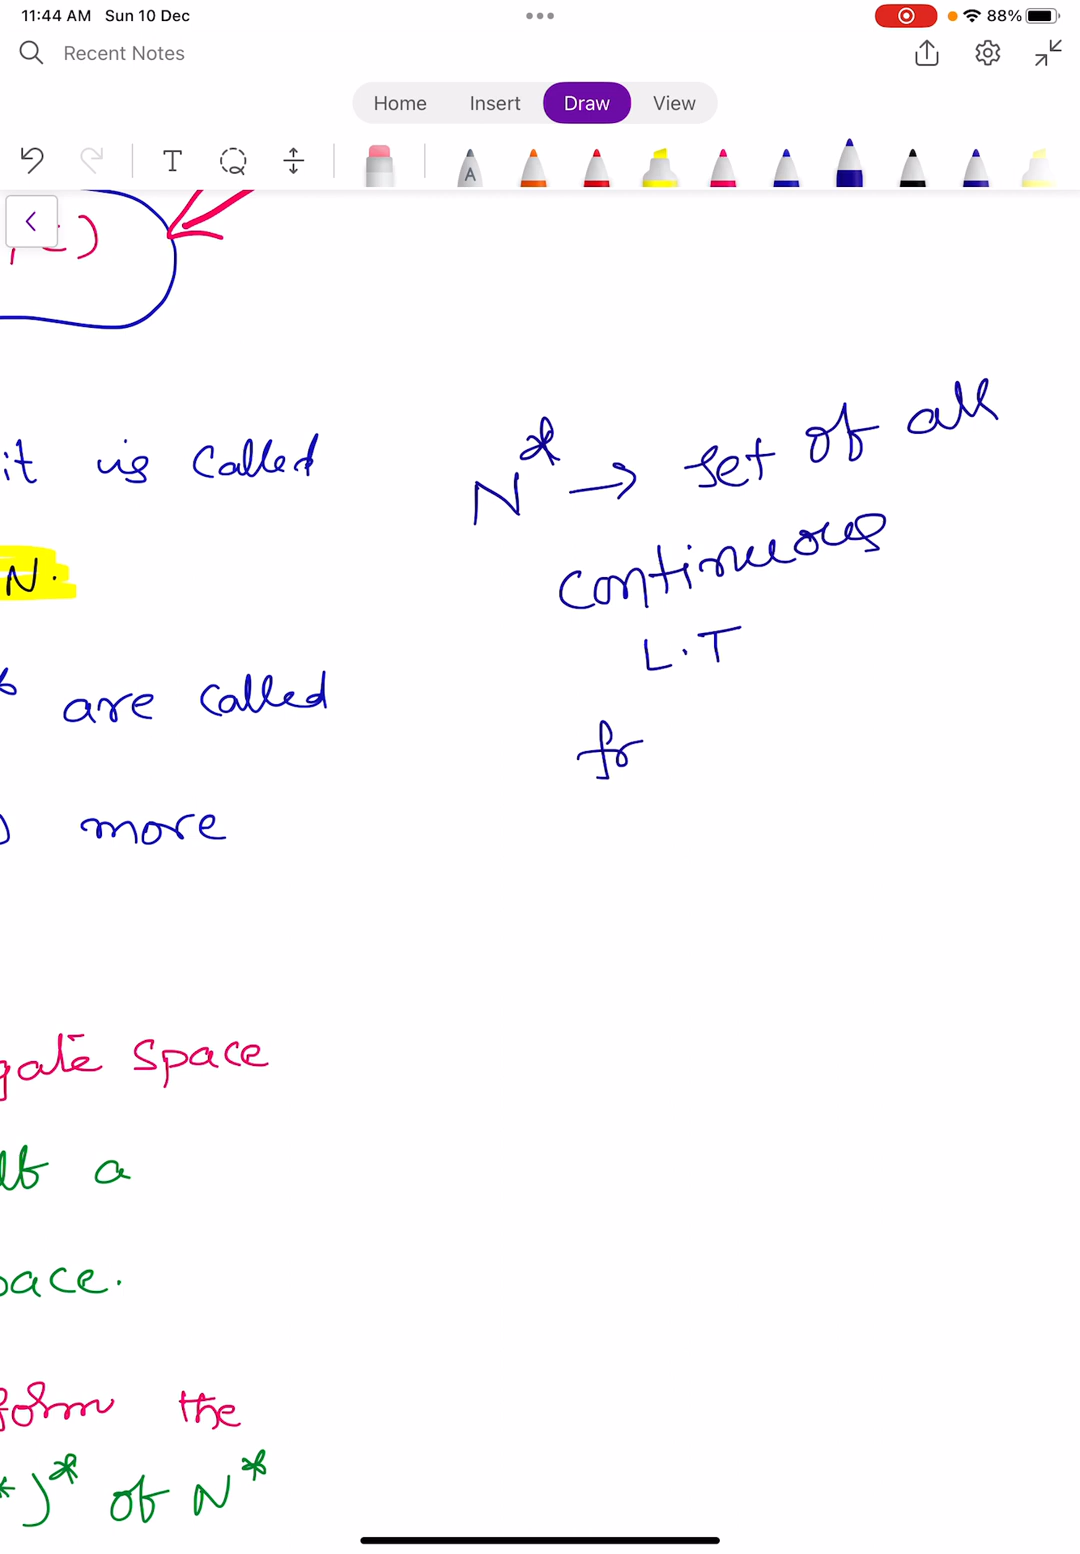 11:44 AM Sun 10 Dec
88%
Recent Notes
Home Insert Draw View
T
A
it is called
N* → set of all
continuous
N.
L.T
are called
fr
more
gate space
a
pace.
form the
*)* of N*